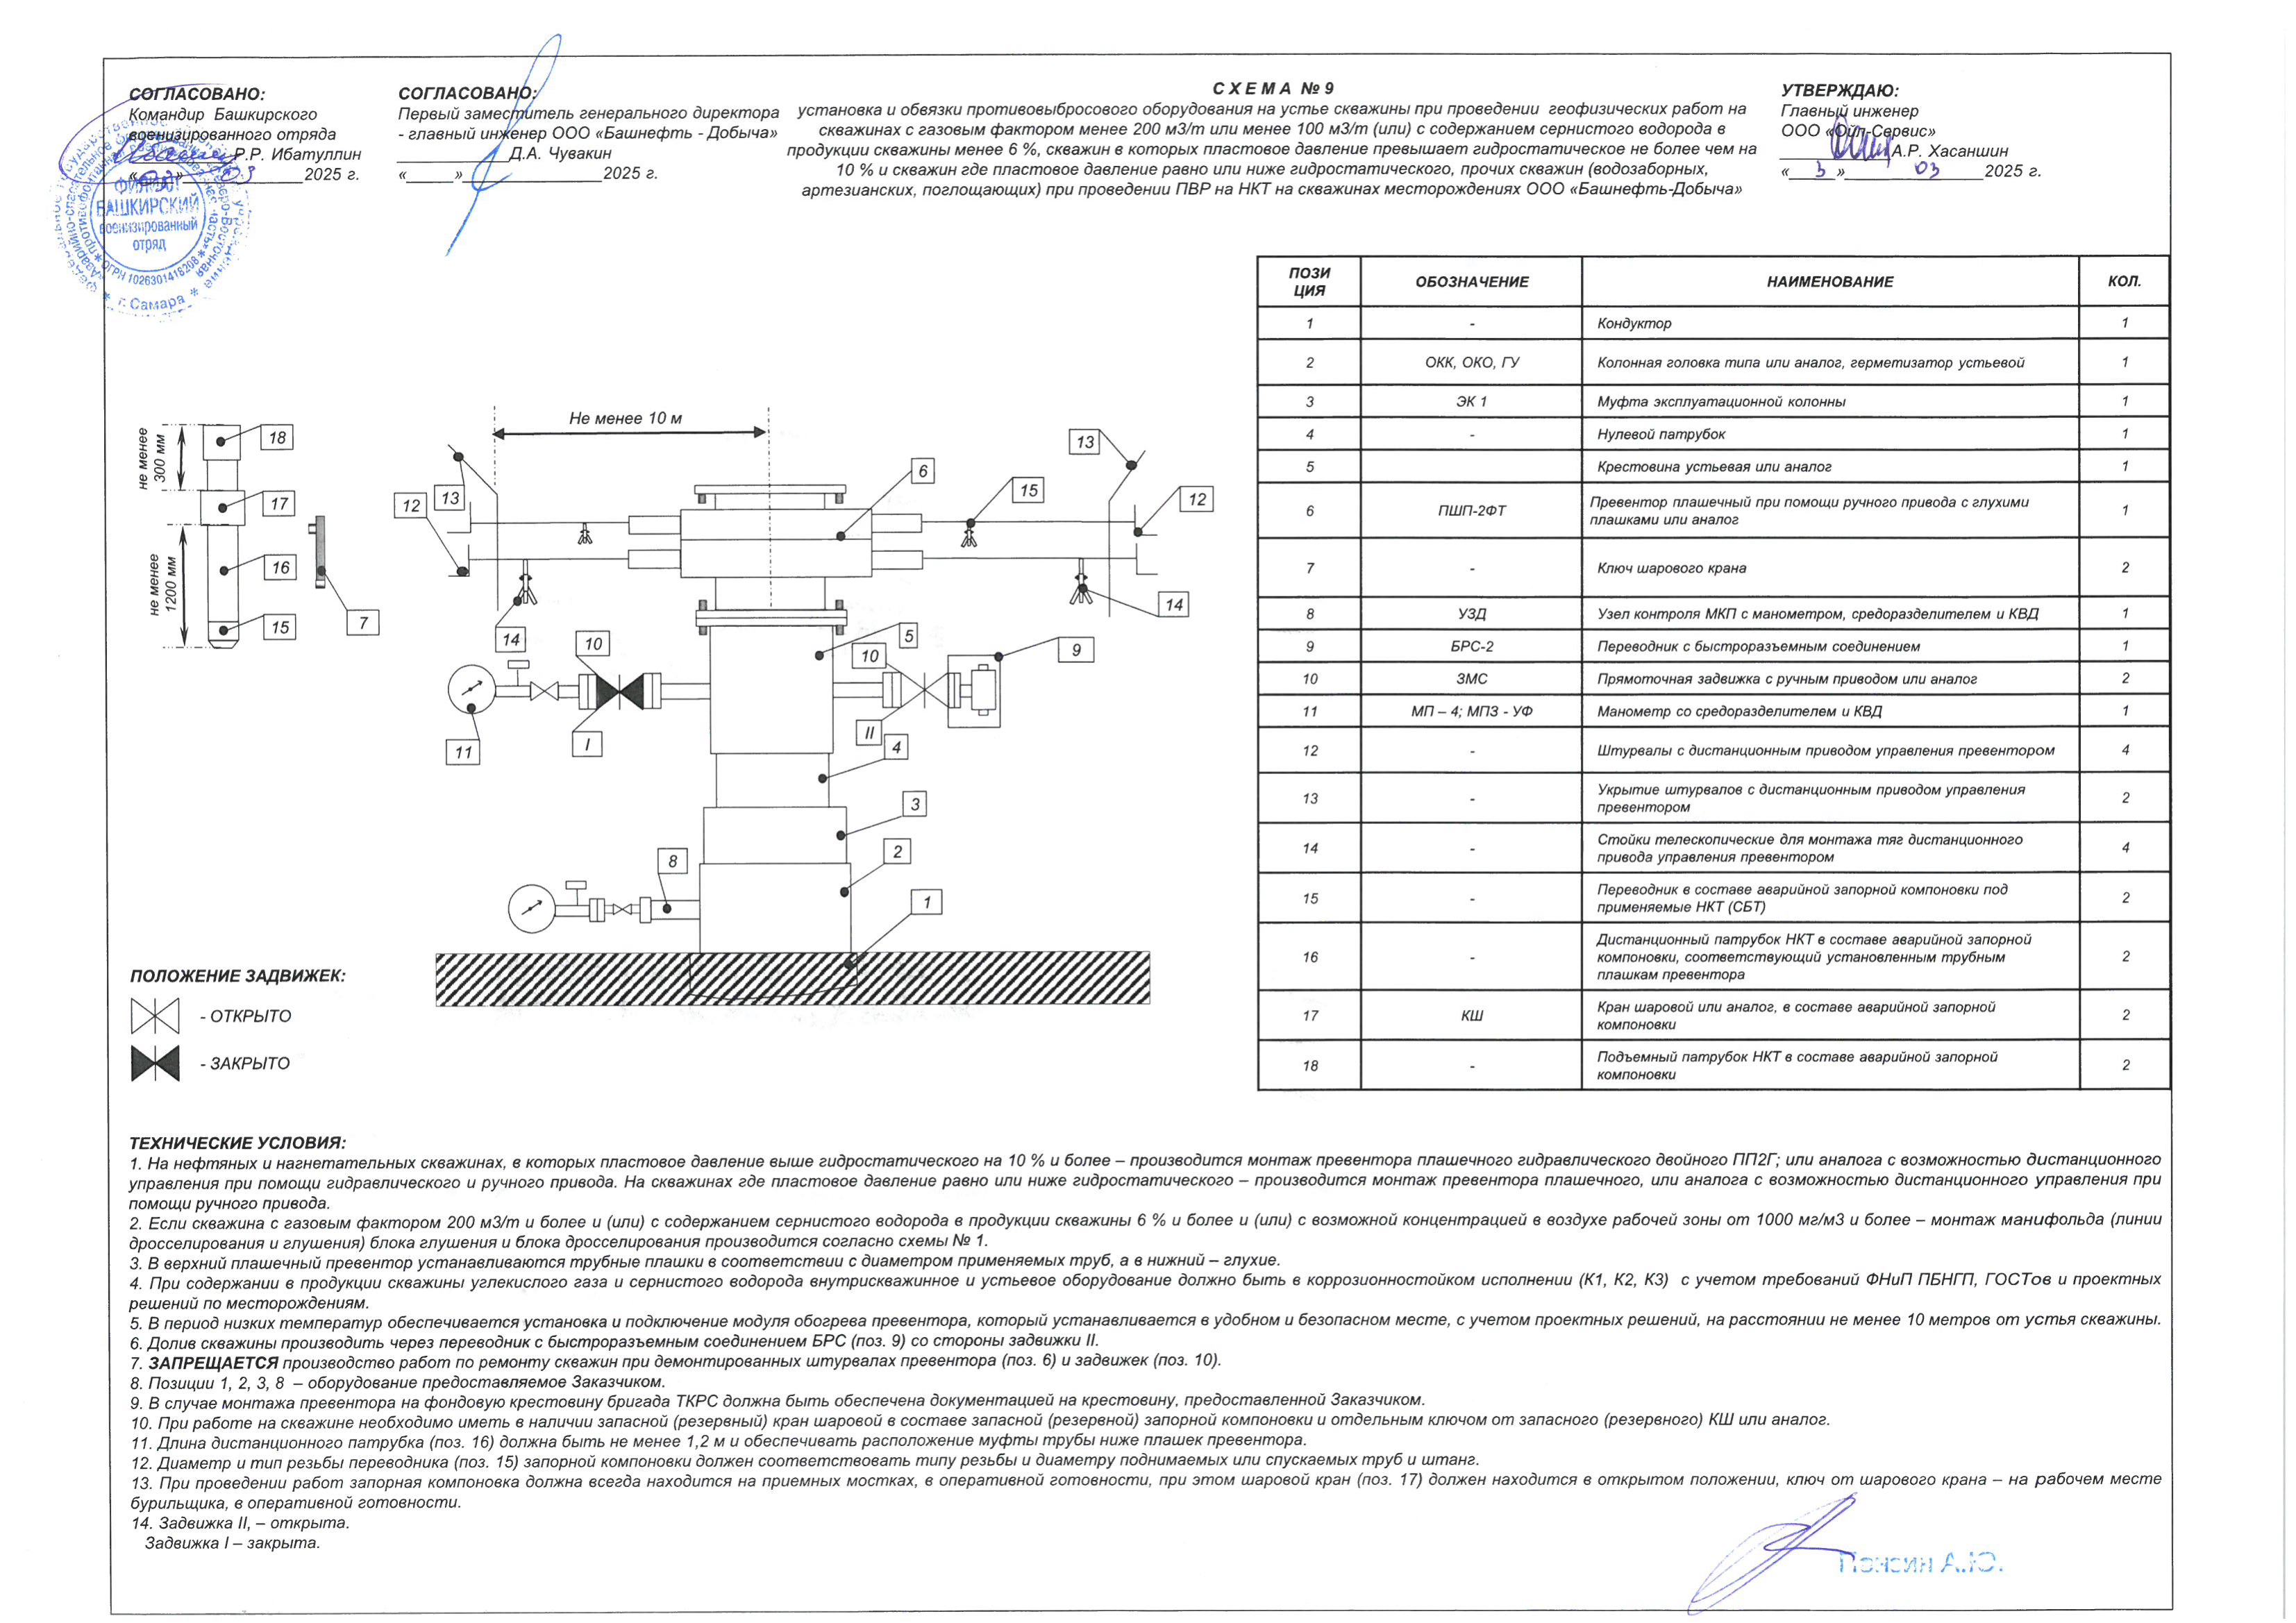 СОГЛАСОВАНО:
Командир Башкирского
военизированного отряда
Р.Р. Ибатуллин
« » 03 2025 г.
ФИЛИАЛ
БАШКИРСКИЙ
военизированный
отряд
ОГРН 1026301418208
г. Самара
СОГЛАСОВАНО:
Первый заместитель генерального директора
- главный инженер ООО «Башнефть - Добыча»
Д.А. Чувакин
«_____»_______________2025 г.
С Х Е М А № 9
установка и обвязки противовыбросового оборудования на устье скважины при проведении геофизических работ на
скважинах с газовым фактором менее 200 м3/т или менее 100 м3/т (или) с содержанием сернистого водорода в
продукции скважины менее 6 %, скважин в которых пластовое давление превышает гидростатическое не более чем на
10 % и скважин где пластовое давление равно или ниже гидростатического, прочих скважин (водозаборны,
артезианских, поглощающих) при проведении ПВР на НКТ на скважинах месторождениях ООО «Башнефть-Добыча»
УТВЕРЖДАЮ:
Главный инженер
ООО «Ойл-Сервис»
А.Р. Хасаншин
« 3 » 03 2025 г.
ПОЗИ ЦИЯ ОБОЗНАЧЕНИЕ НАИМЕНОВАНИЕ КОЛ.
1 - Кондуктор 1
2 ОКК, ОКО, ГУ Колонная головка типа или аналог, герметизатор устьевой 1
3 ЭК 1 Муфта эксплуатационной колонны 1
4 - Нулевой патрубок 1
5 Крестовина устьевая или аналог 1
6 ПШП-2ФТ Превентор плашечный при помощи ручного привода с глухими
плашками или аналог 1
7 - Ключ шарового крана 2
8 УЗД Узел контроля МКП с манометром, средоразделителем и КВД 1
9 БРС-2 Переводник с быстроразъемным соединением 1
10 ЗМС Прямоточная задвижка с ручным приводом или аналог 2
11 МП – 4; МПЗ - УФ Манометр со средоразделителем и КВД 1
12 - Штурвалы с дистанционным приводом управления превентором 4
13 - Укрытие штурвалов с дистанционным приводом управления
превентором 2
14 - Стойки телескопические для монтажа тяг дистанционного
привода управления превентором 4
15 - Переводник в составе аварийной запорной компоновки под
применяемые НКТ (СБТ) 2
16 - Дистанционный патрубок НКТ в составе аварийной запорной
компоновки, соответствующий установленным трубным
плашкам превентора 2
17 КШ Кран шаровой или аналог, в составе аварийной запорной
компоновки 2
18 - Подъемный патрубок НКТ в составе аварийной запорной
компоновки 2
не менее
300 мм
не менее
1200 мм
18
17
16
15
7
Не менее 10 м
13
12
13
6
15
13
12
14
14
10
5
10
9
11
I
II
4
3
2
8
1
ПОЛОЖЕНИЕ ЗАДВИЖЕК:
- ОТКРЫТО
- ЗАКРЫТО
ТЕХНИЧЕСКИЕ УСЛОВИЯ:
1. На нефтяных и нагнетательных скважинах, в которых пластовое давление выше гидростатического на 10 % и более – производится монтаж превентора плашечного гидравлического двойного ПП2Г; или аналога с возможностью дистанционного
управления при помощи гидравлического и ручного привода. На скважинах где пластовое давление равно или ниже гидростатического – производится монтаж превентора плашечного, или аналога с возможностью дистанционного управления при
помощи ручного привода.
2. Если скважина с газовым фактором 200 м3/т и более и (или) с содержанием сернистого водорода в продукции скважины 6 % и более и (или) с возможной концентрацией в воздухе рабочей зоны от 1000 мг/м3 и более – монтаж манифольда (линии
дросселирования и глушения) блока глушения и блока дросселирования производится согласно схемы № 1.
3. В верхний плашечный превентор устанавливаются трубные плашки в соответствии с диаметром применяемых труб, а в нижний – глухие.
4. При содержании в продукции скважины углекислого газа и сернистого водорода внутрискважинное и устьевое оборудование должно быть в коррозионностойком исполнении (К1, К2, К3) с учетом требований ФНиП ПБНГП, ГОСТов и проектных
решений по месторождениям.
5. В период низких температур обеспечивается установка и подключение модуля обогрева превентора, который устанавливается в удобном и безопасном месте, с учетом проектных решений, на расстоянии не менее 10 метров от устья скважины.
6. Долив скважины производить через переводник с быстроразъемным соединением БРС (поз. 9) со стороны задвижки II.
7. ЗАПРЕЩАЕТСЯ производство работ по ремонту скважин при демонтированных штурвалах превентора (поз. 6) и задвижек (поз. 10).
8. Позиции 1, 2, 3, 8 – оборудование предоставляемое Заказчиком.
9. В случае монтажа превентора на фондовую крестовину бригада ТКРС должна быть обеспечена документацией на крестовину, предоставленной Заказчиком.
10. При работе на скважине необходимо иметь в наличии запасной (резервный) кран шаровой в составе запасной (резервной) запорной компоновки и отдельным ключом от запасного (резервного) КШ или аналог.
11. Длина дистанционного патрубка (поз. 16) должна быть не менее 1,2 м и обеспечивать расположение муфты трубы ниже плашек превентора.
12. Диаметр и тип резьбы переводника (поз. 15) запорной компоновки должен соответствовать типу резьбы и диаметру поднимаемых или спускаемых труб и штанг.
13. При проведении работ запорная компоновка должна всегда находится на приемных мостках, в оперативной готовности, при этом шаровой кран (поз. 17) должен находится в открытом положении, ключ от шарового крана – на рабочем месте
бурильщика, в оперативной готовности.
14. Задвижка II, – открыта.
Задвижка I – закрыта.